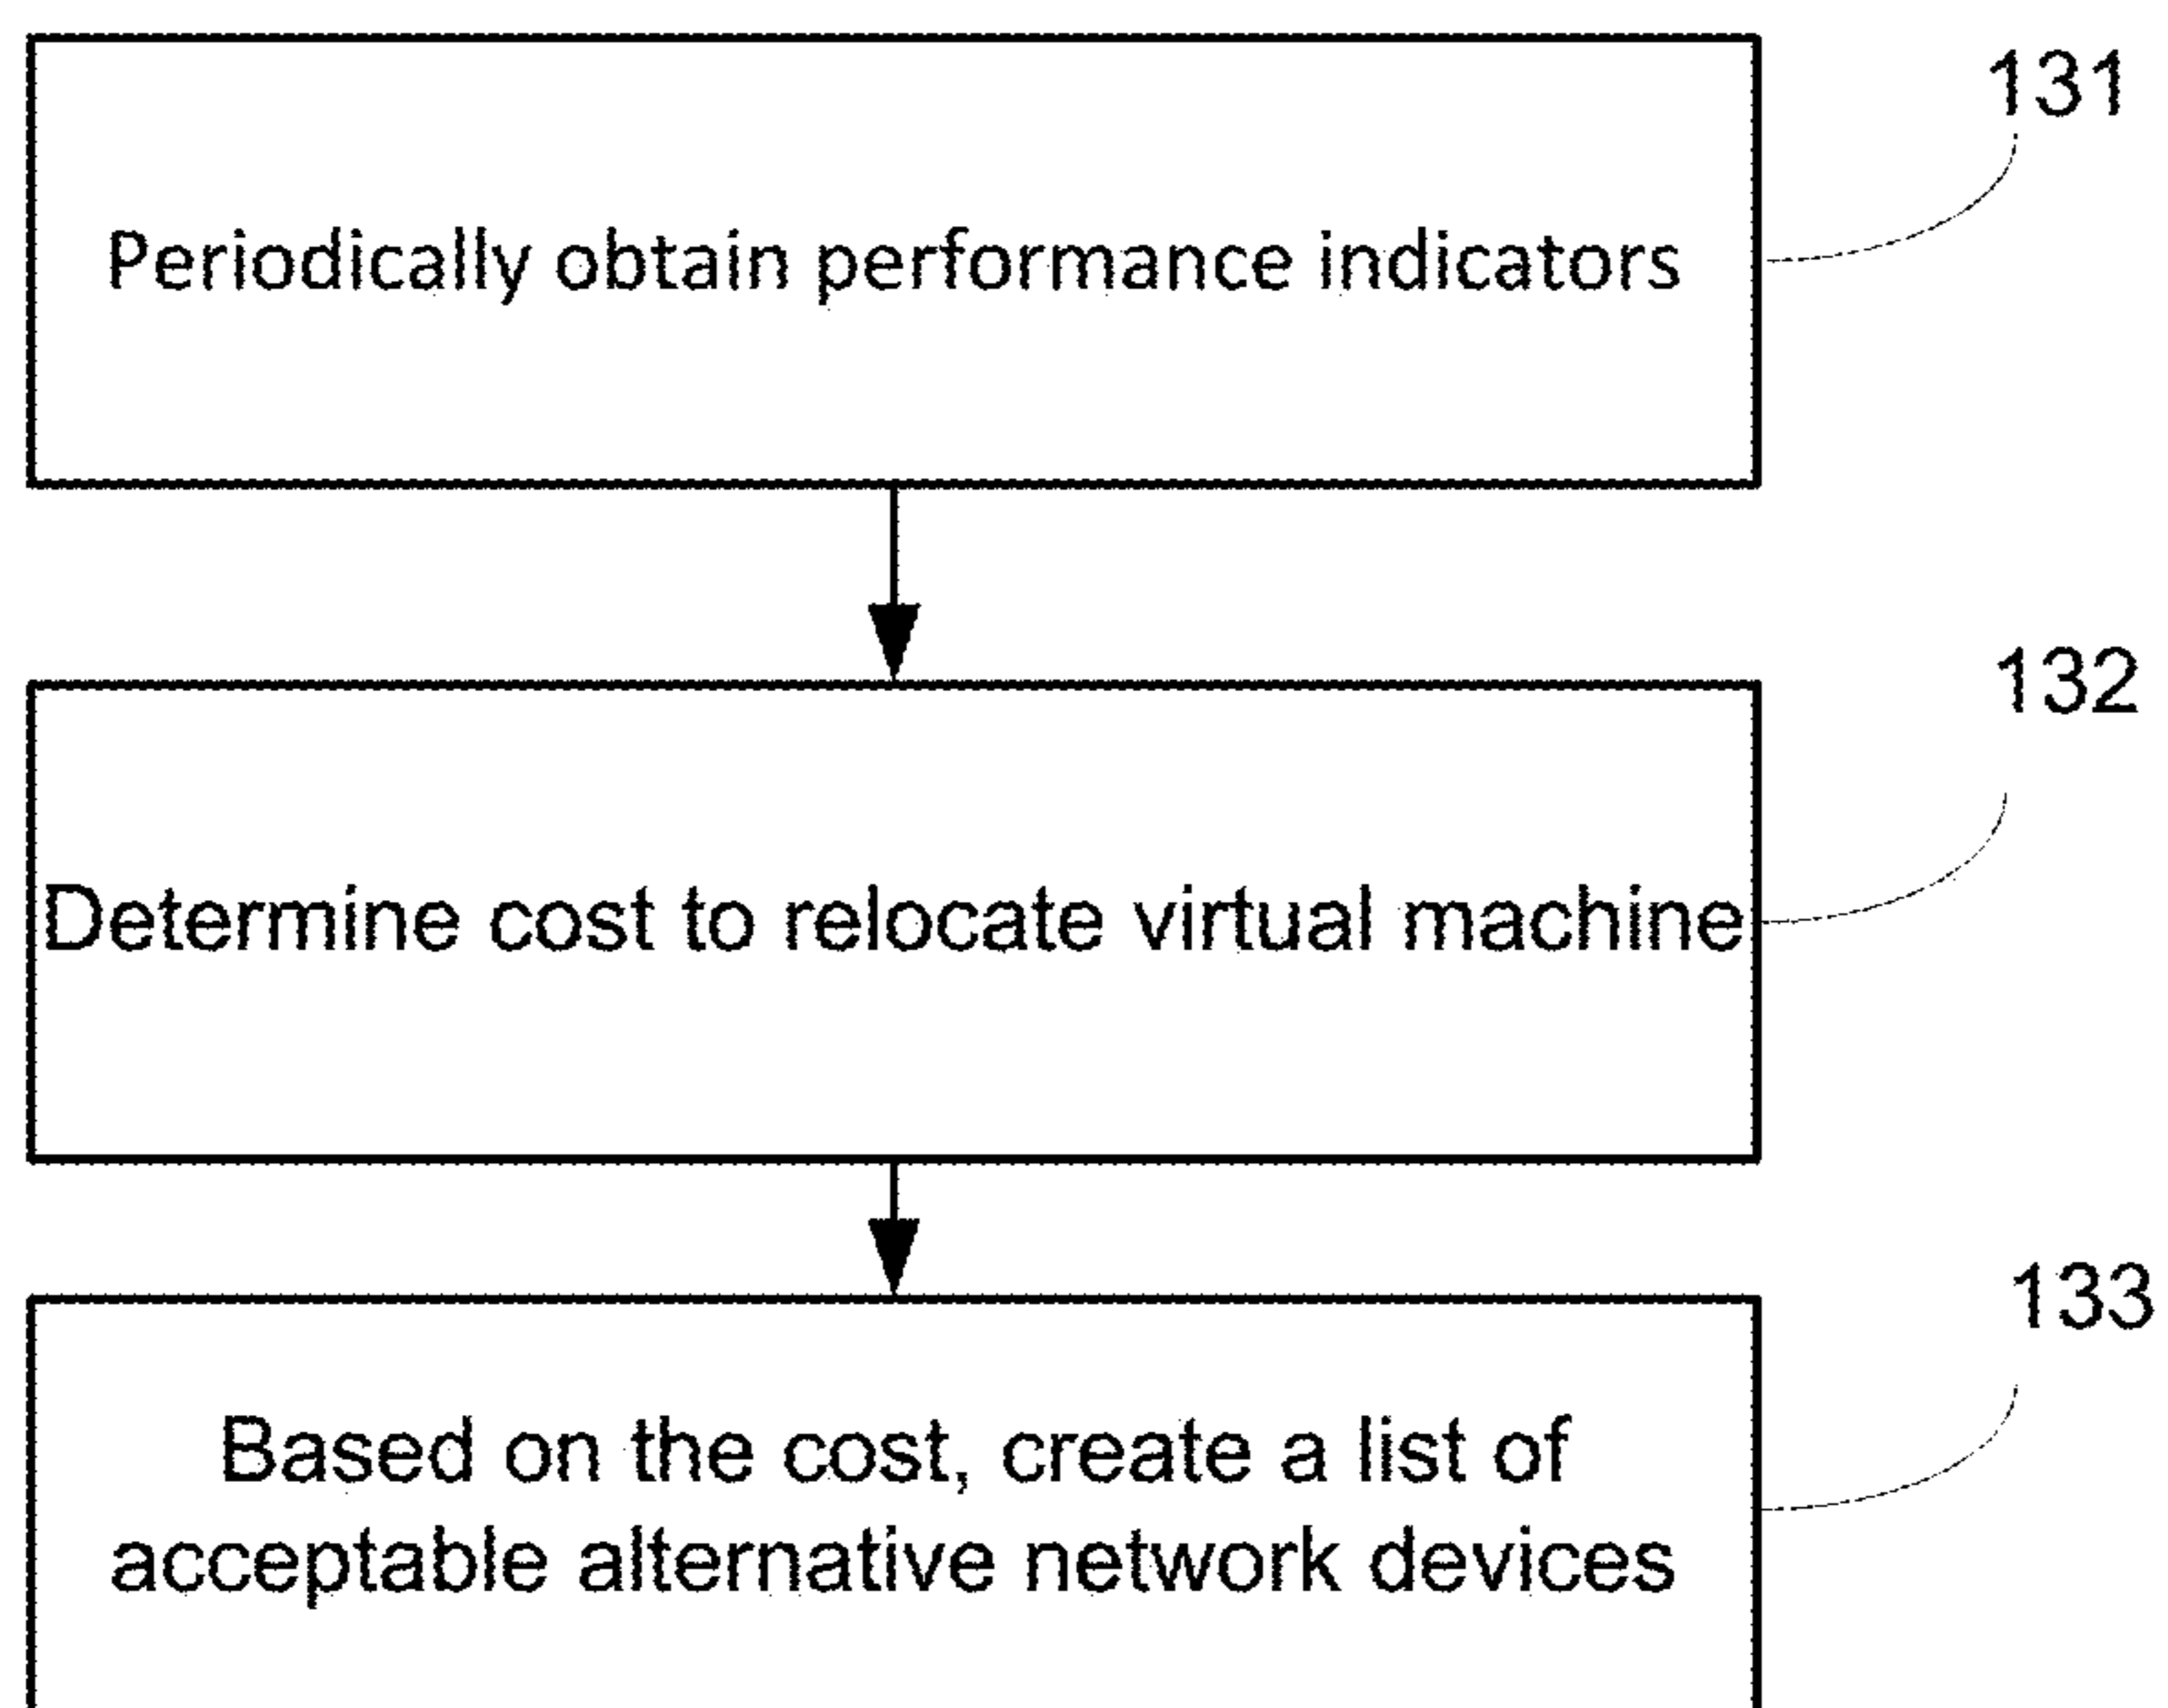 131
Periodically obtain performance indicators
132
Determine cost to relocate virtual machine
133
Based on the cost, create a list of
acceptable alternative network devices